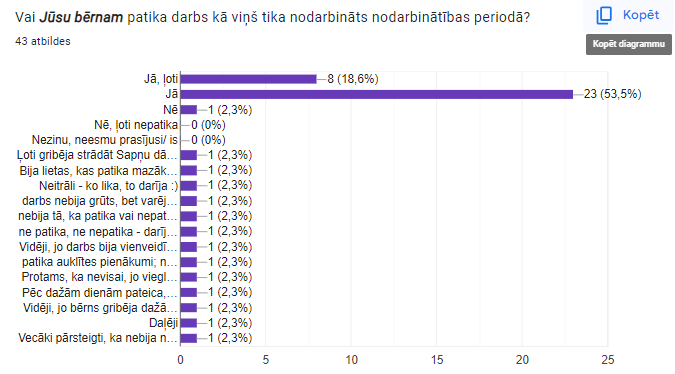 Vai Jūsu bērnam patika darbs kā viņš tika nodarbināts nodarbinātības periodā?
Kopēt
43 atbildes
Kopēt diagrammu
Jā, ļoti 8 (18,6%)
Jā 23 (53,5%)
Nē 1 (2,3%)
Nē, ļoti nepatika 0 (0%)
Nezinu, neesmu prasījusi/ is 0 (0%)
Ļoti gribēja strādāt Sapņu dā… 1 (2,3%)
Bija lietas, kas patika mazāk… 1 (2,3%)
Neitrāli - ko lika, to darīja :) 1 (2,3%)
darbs nebija grūts, bet varēj… 1 (2,3%)
nebija tā, ka patika vai nepat… 1 (2,3%)
ne patika, ne nepatika - darīj… 1 (2,3%)
Vidēji, jo darbs bija vienveidī… 1 (2,3%)
patika auklītes pienākumi; n… 1 (2,3%)
Protams, ka nevisai, jo viegl… 1 (2,3%)
Pēc dažām dienām pateica,… 1 (2,3%)
Vidēji, jo bērns gribēja dažā… 1 (2,3%)
Daļēji 1 (2,3%)
Vecāki pārsteigti, ka nebija n… 1 (2,3%)
0 5 10 15 20 25